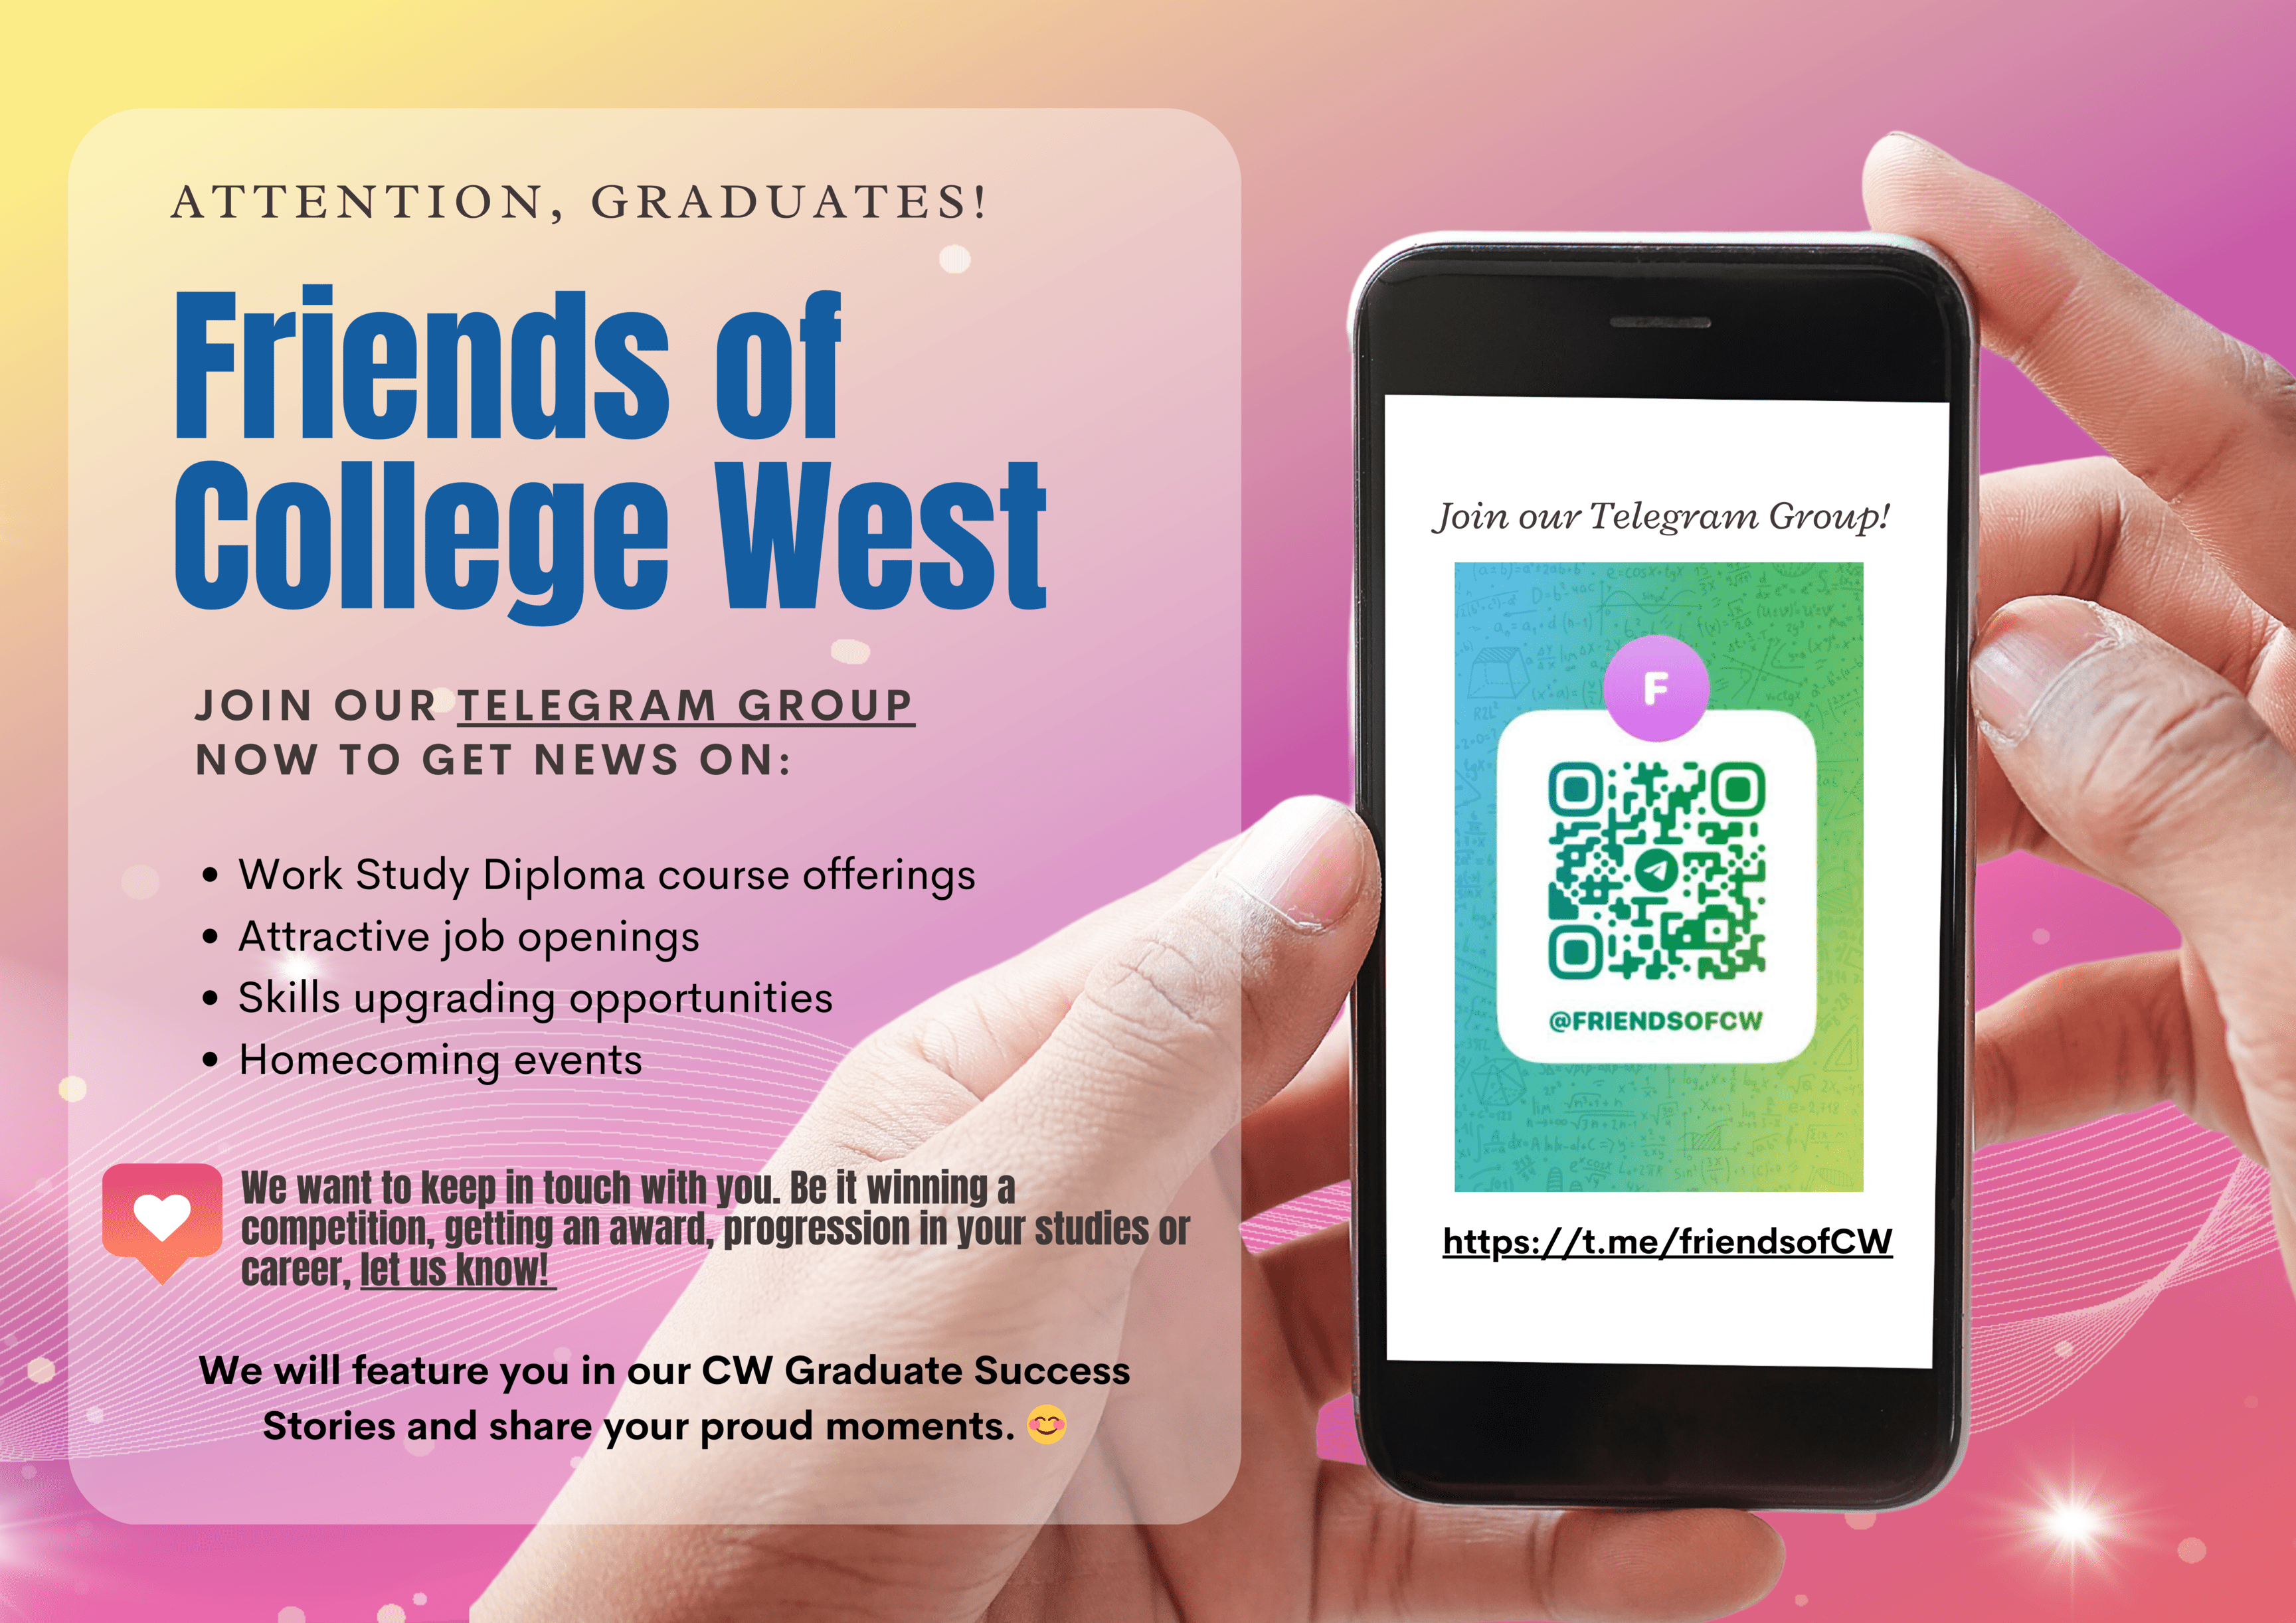 ATTENTION, GRADUATES!
Friends of
College West
JOIN OUR TELEGRAM GROUP
NOW TO GET NEWS ON:
• Work Study Diploma course offerings
• Attractive job openings
• Skills upgrading opportunities
• Homecoming events
We want to keep in touch with you. Be it winning a
competition, getting an award, progression in your studies or
career, let us know!
We will feature you in our CW Graduate Success
Stories and share your proud moments. 😊
Join our Telegram Group!
F
@FRIENDSOFCW
https://t.me/friendsofCW